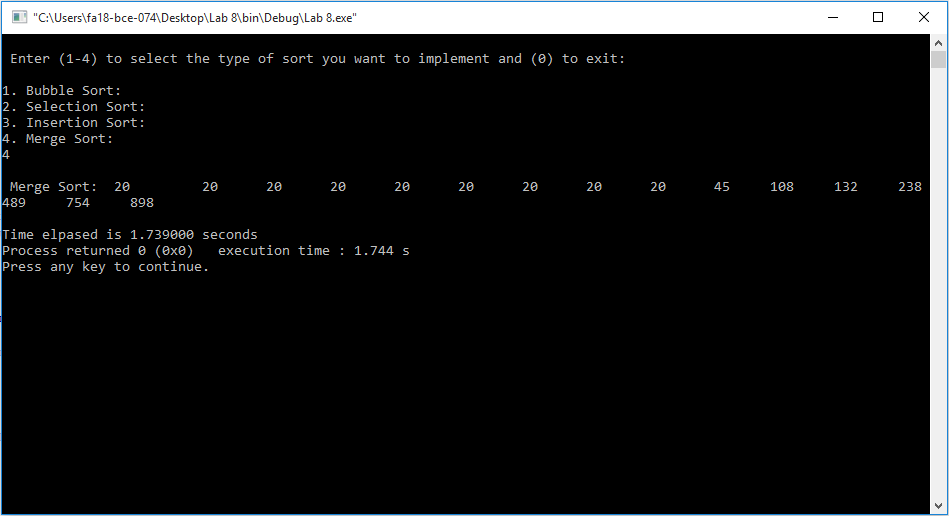 "C:\Users\fa18-bce-074\Desktop\Lab 8\bin\Debug\Lab 8.exe"
Enter (1-4) to select the type of sort you want to implement and (0) to exit:
1. Bubble Sort:
2. Selection Sort:
3. Insertion Sort:
4. Merge Sort:
4
Merge Sort: 20 20 20 20 20 20 20 20 20 45 108 132 238
489 754 898
Time elpased is 1.739000 seconds
Process returned 0 (0x0) execution time : 1.744 s
Press any key to continue.